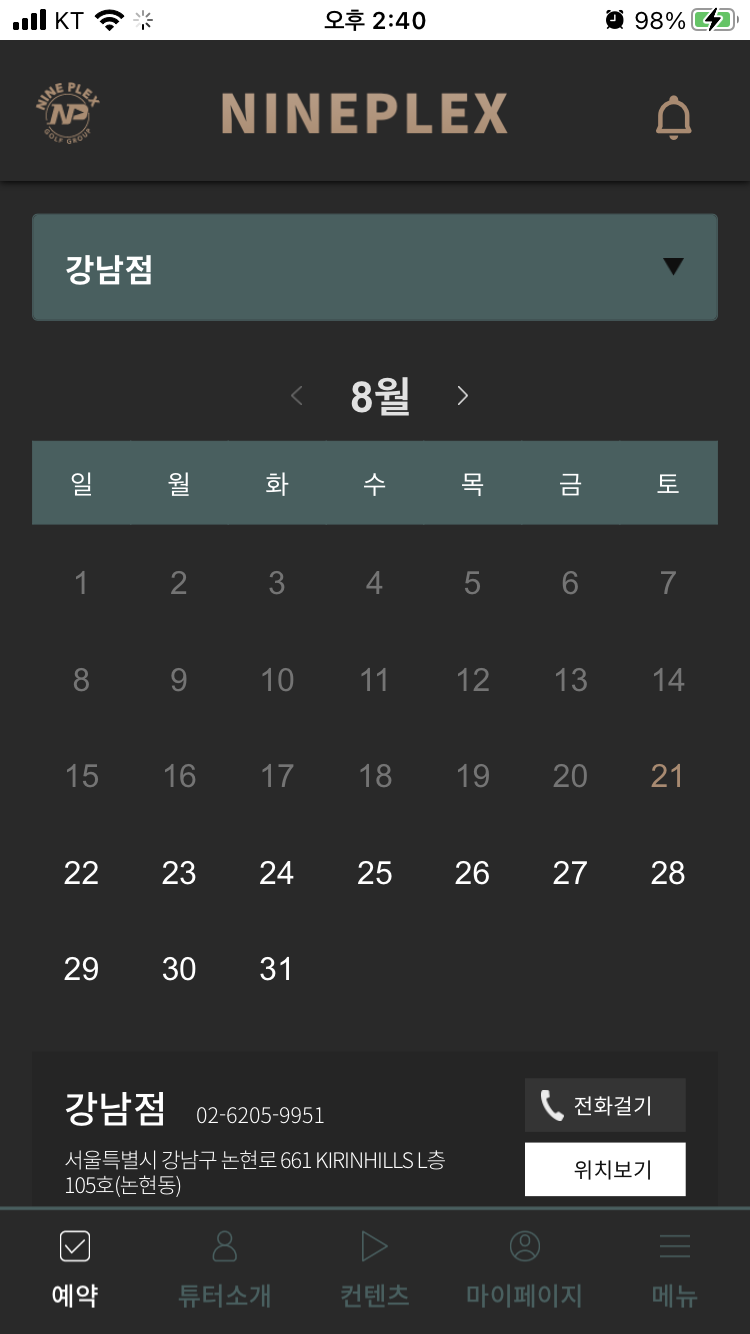 KT 오후 2:40 98%
NINE PLEX
NP
GOLF GROUP
NINEPLEX
강남점
8월
일 월 화 수 목 금 토
1 2 3 4 5 6 7
8 9 10 11 12 13 14
15 16 17 18 19 20 21
22 23 24 25 26 27 28
29 30 31
강남점 02-6205-9951
전화걸기
서울특별시 강남구 논현로 661 KIRINHILLS L층
105호(논현동)
위치보기
예약 튜터소개 컨텐츠 마이페이지 메뉴